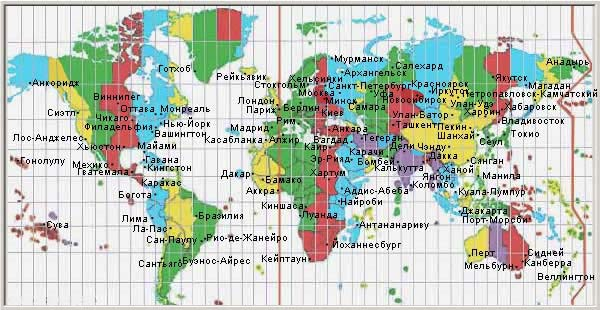 Анадырь
Мурманск
Салехард
Готхоб
Архангельск
Якутск
Рейкьявик
Хельсинки
Анкоридж
Стокгольм
Санкт-Петербург
Красноярск
Магадан
Москва
Уфа
Иркутск
Петропавловск-Камчатский
Виннипег
Лондон
Минск
Новосибирск
Улан-Удэ
Хабаровск
Сиэтл
Оттава
Монреаль
Париж
Берлин
Киев
Самара
Улан-Батор
Харбин
Чикаго
Нью-Йорк
Рим
Ташкент
Пекин
Владивосток
Филадельфия
Вашингтон
Мадрид
Анкара
Шанхай
Токио
Лос-Анджелес
Касабланка
Алжир
Багдад
Тегеран
Сеул
Хьюстон
Майами
Каир
Карачи
Дели
Чэнду
Гонолулу
Мехико
Гавана
Эр-Рияд
Бомбей
Дакка
Синган
Гватемала
Кингстон
Дакар
Бамако
Хартум
Калькутта
Ханой
Каракас
Янгон
Манила
Богота
Аккра
Аддис-Абеба
Коломбо
Куала-Лумпур
Найроби
Киншаса
Джакарта
Лима
Бразилиа
Луанда
Порт-Морсби
Сува
Ла-Пас
Антананариву
Сан-Паулу
Рио-де-Жанейро
Йоханнесбург
Перт
Сидней
Сантьяго
Буэнос-Айрес
Кейптаун
Мельбурн
Канберра
Веллингтон